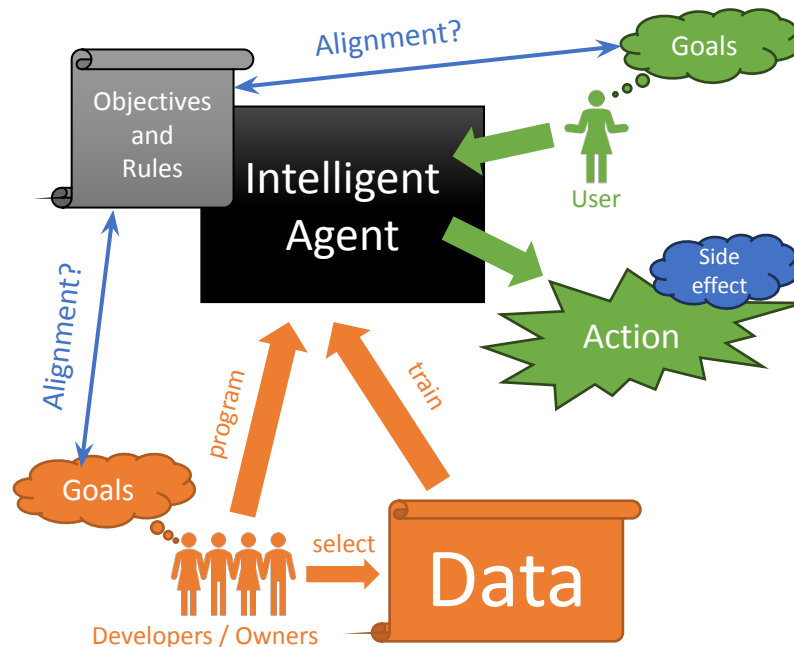 Alignment?
Goals
Objectives
and
Rules
Intelligent
Agent
User
Side
effect
Action
Alignment?
program
train
Goals
select
Data
Developers / Owners